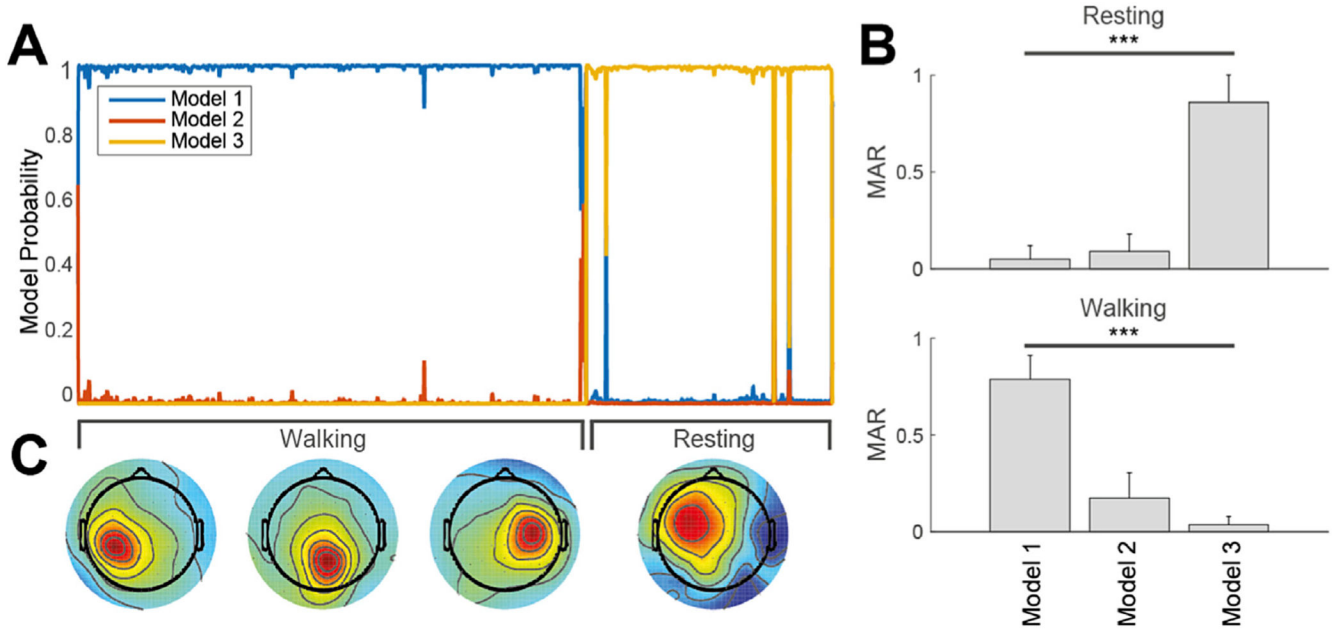 A
1
0.8
0.6
0.4
0.2
0
Model Probability
Model 1
Model 2
Model 3
Walking
Resting
B
Resting
***
1
0.5
0
MAR
Walking
***
1
0.5
0
MAR
Model 1
Model 2
Model 3
C